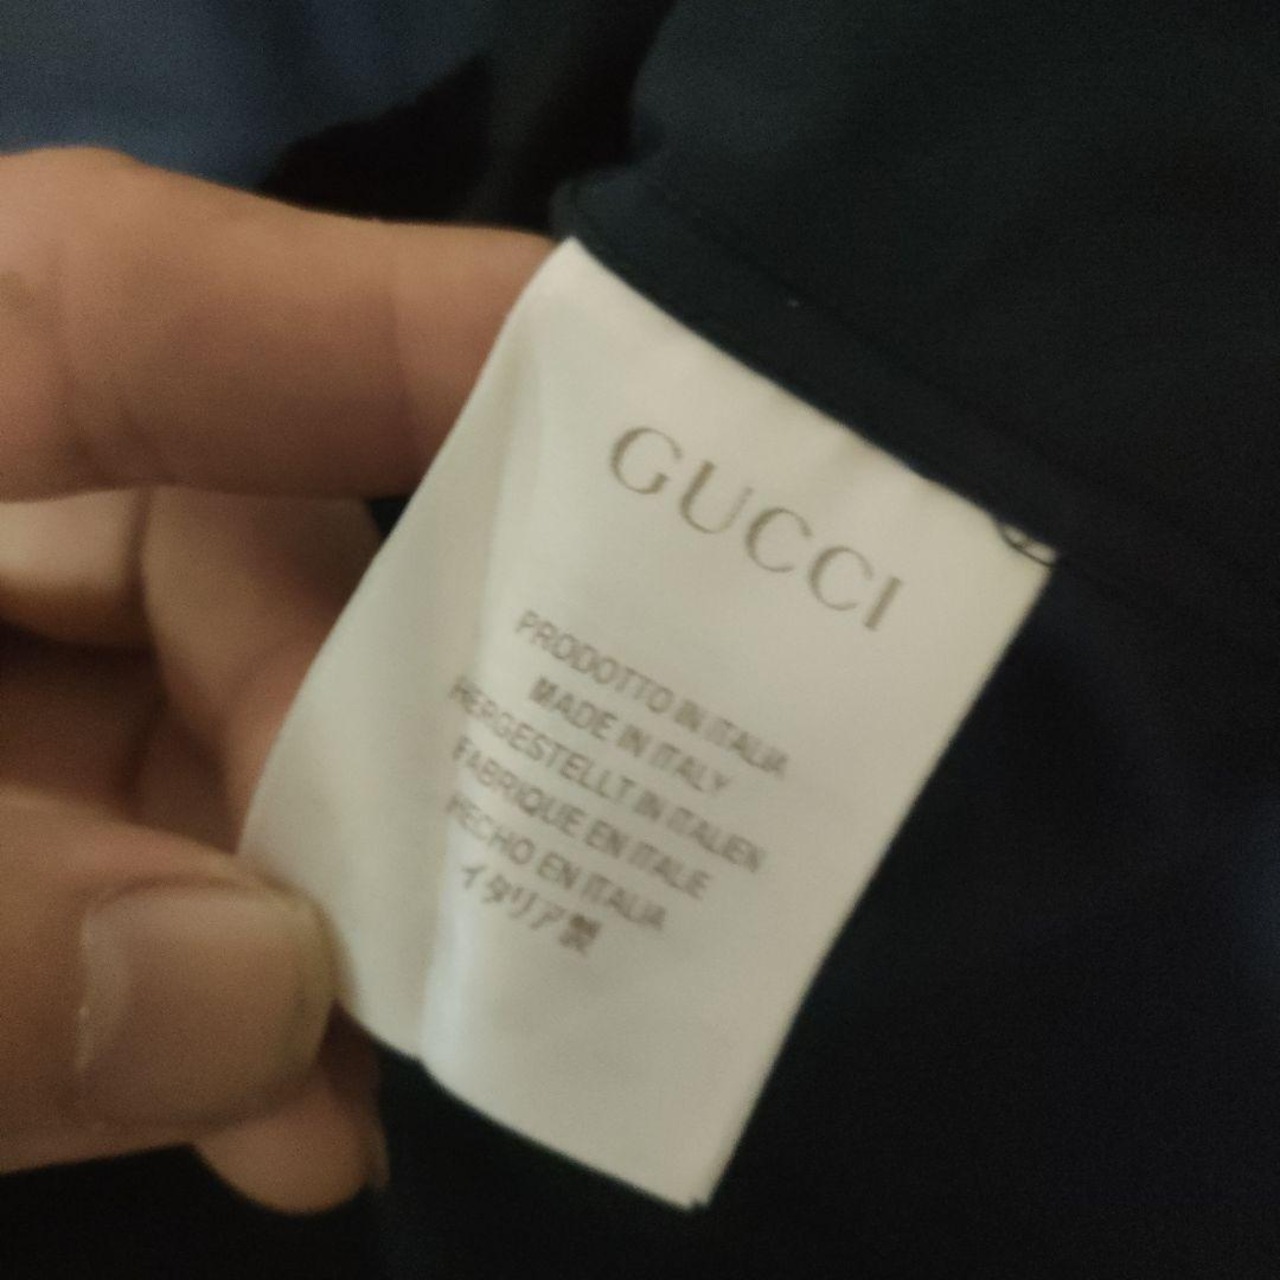 GUCCI
PRODOTTO IN ITALIA
MADE IN ITALY
HERGESTELLT IN ITALIEN
FABRIQUE EN ITALIE
HECHO EN ITALIA
イタリア製